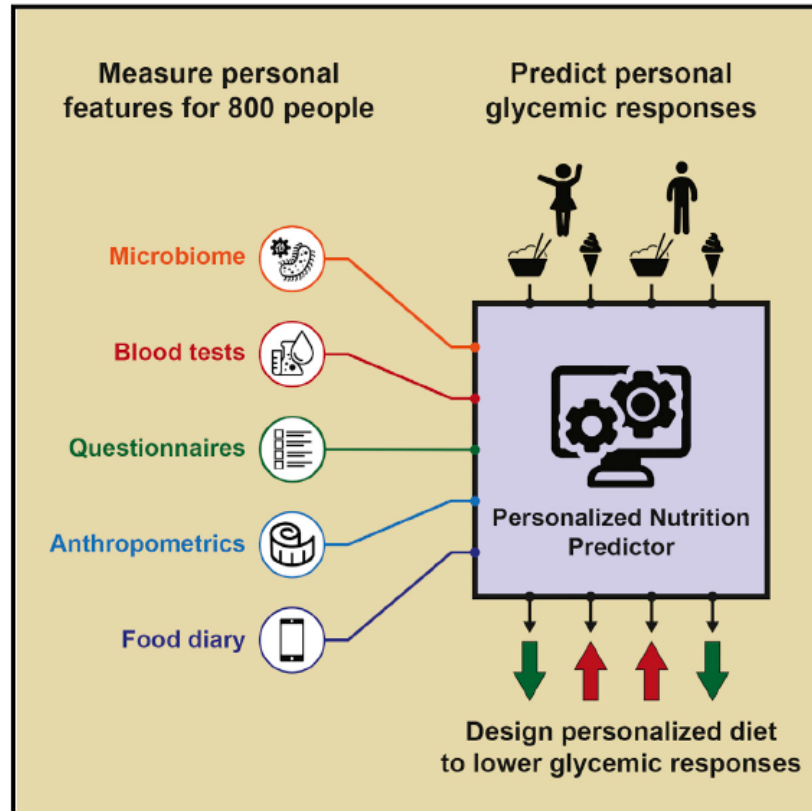 Measure personal
features for 800 people
Predict personal
glycemic responses
Microbiome
Blood tests
Questionnaires
Anthropometrics
Food diary
Personalized Nutrition
Predictor
Design personalized diet
to lower glycemic responses